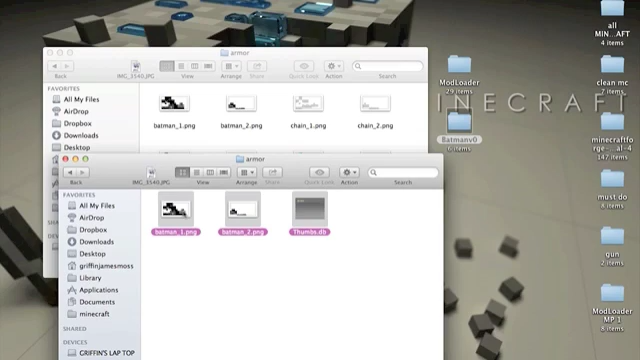 all
MIN...AFT
4 items
armor
Back
IMG_3540.JPG
View
Arrange
Share
Quick Look
Action
Search
ModLoader
29 items
clean mc
7 items
FAVORITES
All My Files
AirDrop
Dropbox
Downloads
Desktop
batman_1.png
batman_2.png
chain_1.png
chain_2.png
INECRAFT
Batmanv0
6 items
minecraftfo
rge-...al-4
147 items
armor
Back
IMG_3540.JPG
View
Arrange
Share
Quick Look
Action
Search
FAVORITES
All My Files
AirDrop
Dropbox
Downloads
Desktop
griffinjamesmoss
Library
Applications
Documents
minecraft
SHARED
DEVICES
GRIFFIN'S LAP TOP
batman_1.png
batman_2.png
Thumbs.db
must do
8 items
gun
2 items
ModLoader
MP 1
8 items